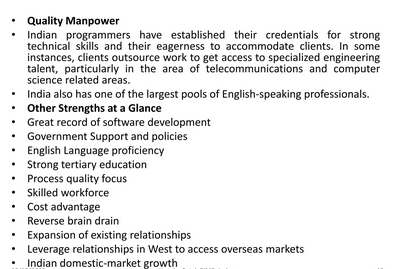 • Quality Manpower
• Indian programmers have established their credentials for strong
technical skills and their eagerness to accommodate clients. In some
instances, clients outsource work to get access to specialized engineering
talent, particularly in the area of telecommunications and computer
science related areas.
• India also has one of the largest pools of English-speaking professionals.
• Other Strengths at a Glance
• Great record of software development
• Government Support and policies
• English Language proficiency
• Strong tertiary education
• Process quality focus
• Skilled workforce
• Cost advantage
• Reverse brain drain
• Expansion of existing relationships
• Leverage relationships in West to access overseas markets
• Indian domestic-market growth